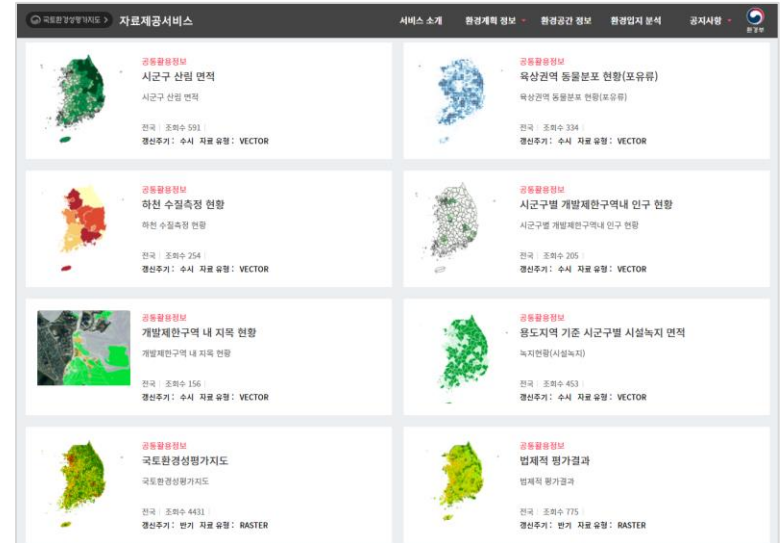 국토환경성평가지도 > 자료제공서비스
서비스 소개 환경계획 정보 환경공간 정보 환경입지 분석 공지사항 환경부
공통활용정보
시군구 산림 면적
시군구 산림 면적
전국 | 조회수 591 |
갱신주기 : 수시 자료 유형 : VECTOR
공통활용정보
육상권역 동물분포 현황(포유류)
육상권역 동물분포 현황(포유류)
전국 | 조회수 334 |
갱신주기 : 수시 자료 유형 : VECTOR
공통활용정보
하천 수질측정 현황
하천 수질측정 현황
전국 | 조회수 254 |
갱신주기 : 수시 자료 유형 : VECTOR
공통활용정보
시군구별 개발제한구역내 인구 현황
시군구별 개발제한구역내 인구 현황
전국 | 조회수 205 |
갱신주기 : 수시 자료 유형 : VECTOR
공통활용정보
개발제한구역 내 지목 현황
개발제한구역 내 지목 현황
전국 | 조회수 156 |
갱신주기 : 수시 자료 유형 : VECTOR
공통활용정보
용도지역 기준 시군구별 시설녹지 면적
녹지현황(시설녹지)
전국 | 조회수 453 |
갱신주기 : 수시 자료 유형 : VECTOR
공통활용정보
국토환경성평가지도
국토환경성평가지도
전국 | 조회수 4431 |
갱신주기 : 반기 자료 유형 : RASTER
공통활용정보
법제적 평가결과
법제적 평가결과
전국 | 조회수 775 |
갱신주기 : 반기 자료 유형 : RASTER